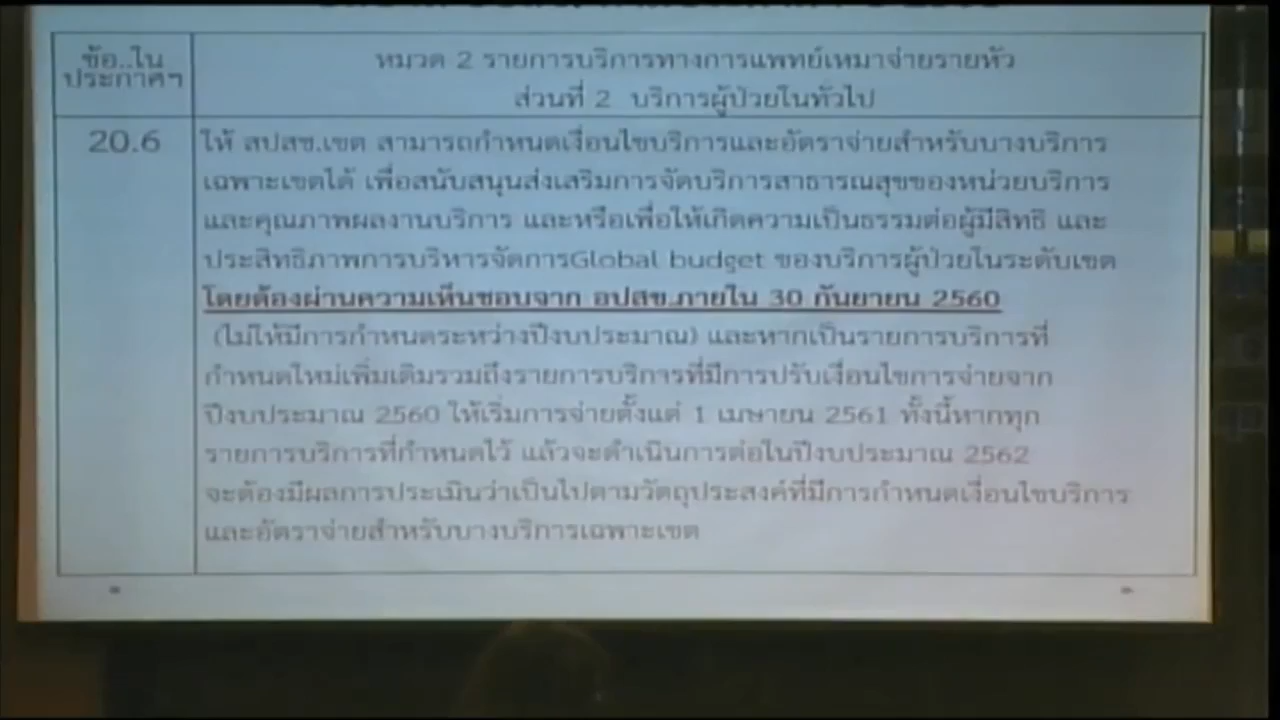 ข้อ..ใน
ประกาศฯ
หมวด 2 รายการบริการทางการแพทย์เหมาจ่ายรายหัว
ส่วนที่ 2 บริการผู้ป่วยในทั่วไป
20.6
ให้ สปสช.เขต สามารถกำหนดเงื่อนไขบริการและอัตราจ่ายสำหรับบางบริการ
เฉพาะเขตได้ เพื่อสนับสนุนส่งเสริมการจัดบริการสาธารณสุขของหน่วยบริการ
และคุณภาพผลงานบริการ และหรือเพื่อให้เกิดความเป็นธรรมต่อผู้มีสิทธิ และ
ประสิทธิภาพการบริหารจัดการGlobal budget ของบริการผู้ป่วยในระดับเขต
โดยต้องผ่านความเห็นชอบจาก อปสข.ภายใน 30 กันยายน 2560
(ไม่ให้มีการกำหนดระหว่างปีงบประมาณ) และหากเป็นรายการบริการที่
กำหนดใหม่เพิ่มเติมรวมถึงรายการบริการที่มีการปรับเงื่อนไขการจ่ายจาก
ปีงบประมาณ 2560 ให้เริ่มการจ่ายตั้งแต่ 1 เมษายน 2561 ทั้งนี้หากทุก
รายการบริการที่กำหนดไว้ แล้วจะดำเนินการต่อในปีงบประมาณ 2562
จะต้องมีผลการประเมินว่าเป็นไปตามวัตถุประสงค์ที่มีการกำหนดเงื่อนไขบริการ
และอัตราจ่ายสำหรับบางบริการเฉพาะเขต